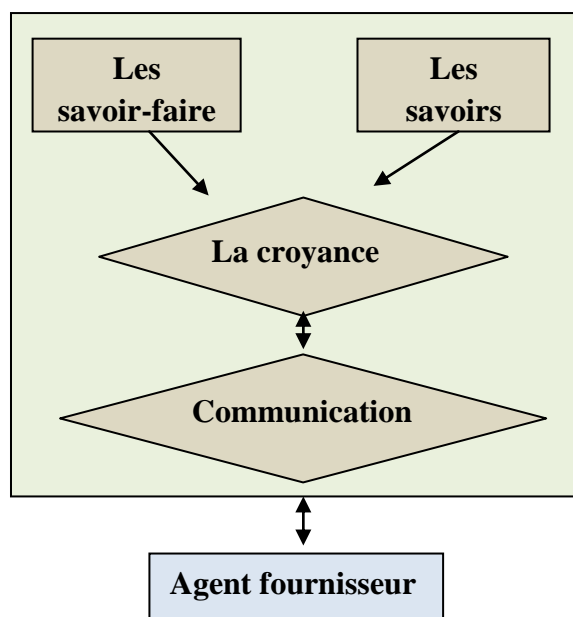 Les
savoir-faire
Les
savoirs
La croyance
Communication
Agent fournisseur